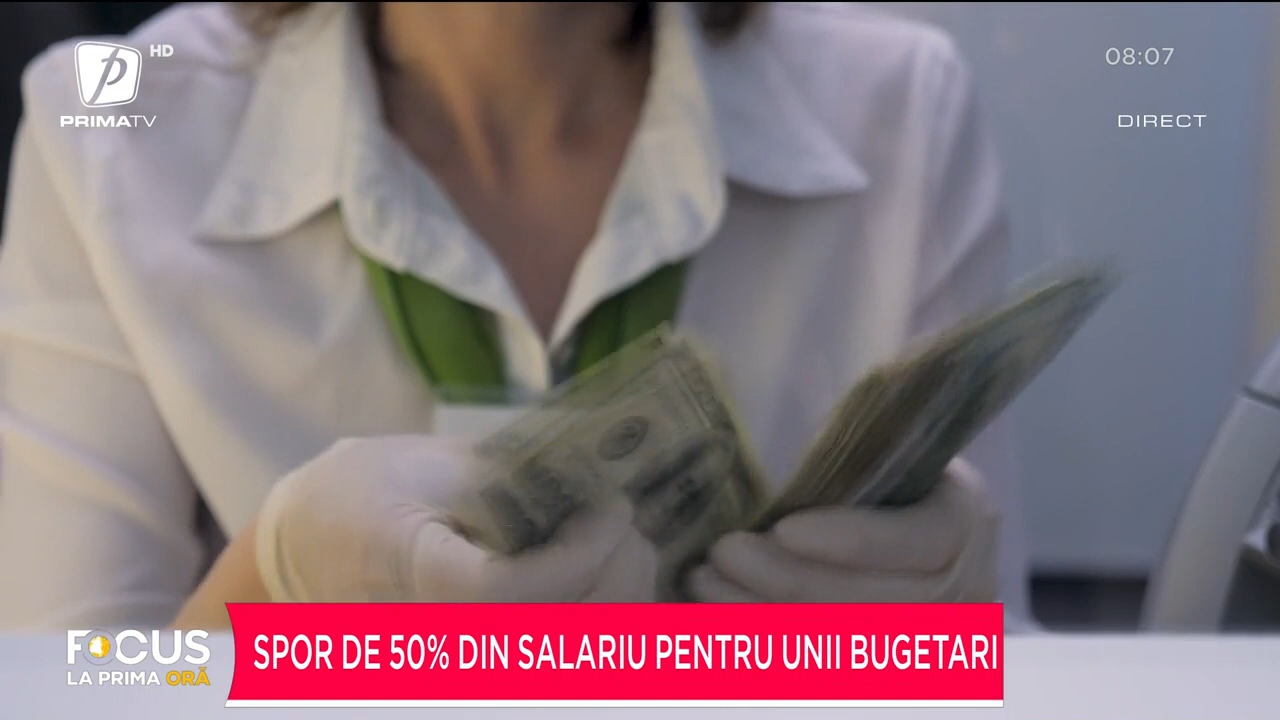 PRIMATV HD
08:07
DIRECT
FOCUS
LA PRIMA ORĂ
SPOR DE 50% DIN SALARIU PENTRU UNII BUGETARI